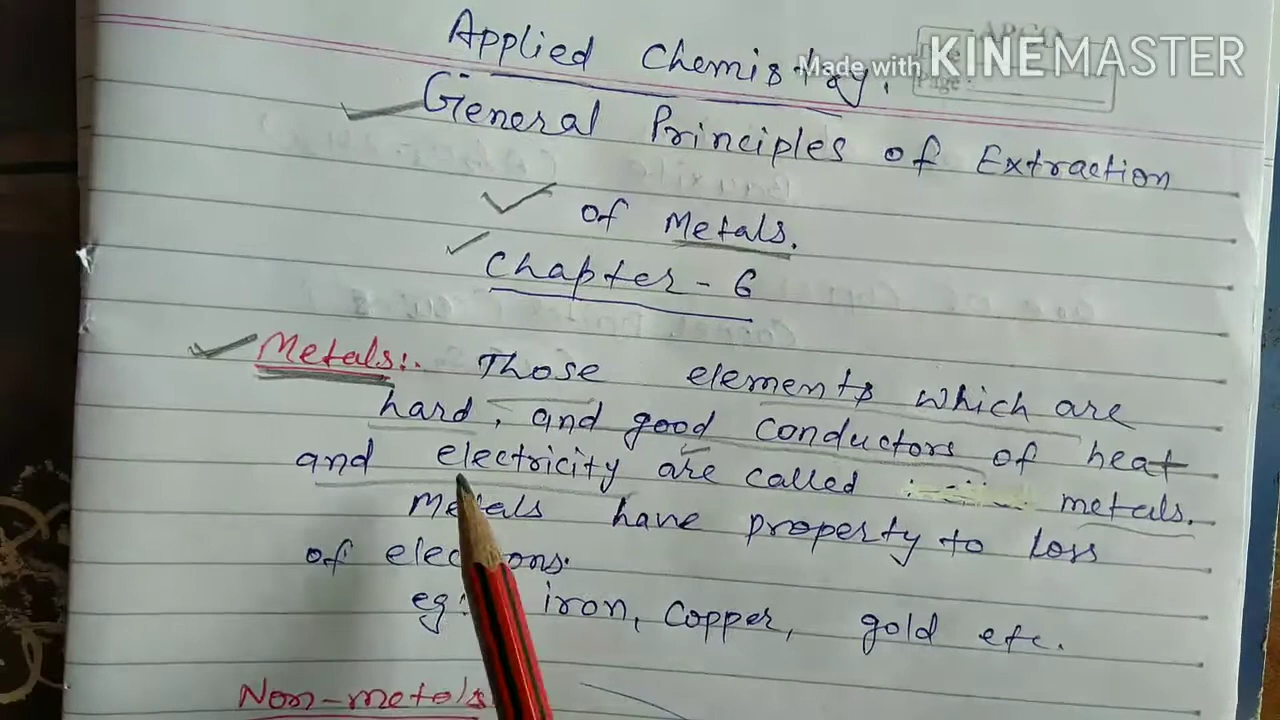 Applied Chemistry.
Made with KINEMASTER
General Principles of Extraction
of Metals.
Chapter - 6
Metals:. Those elements which are
hard, and good conductors of heat
and electricity are called metals.
Metals have property to loss
of
eg: iron, copper, gold etc.
Non-metals